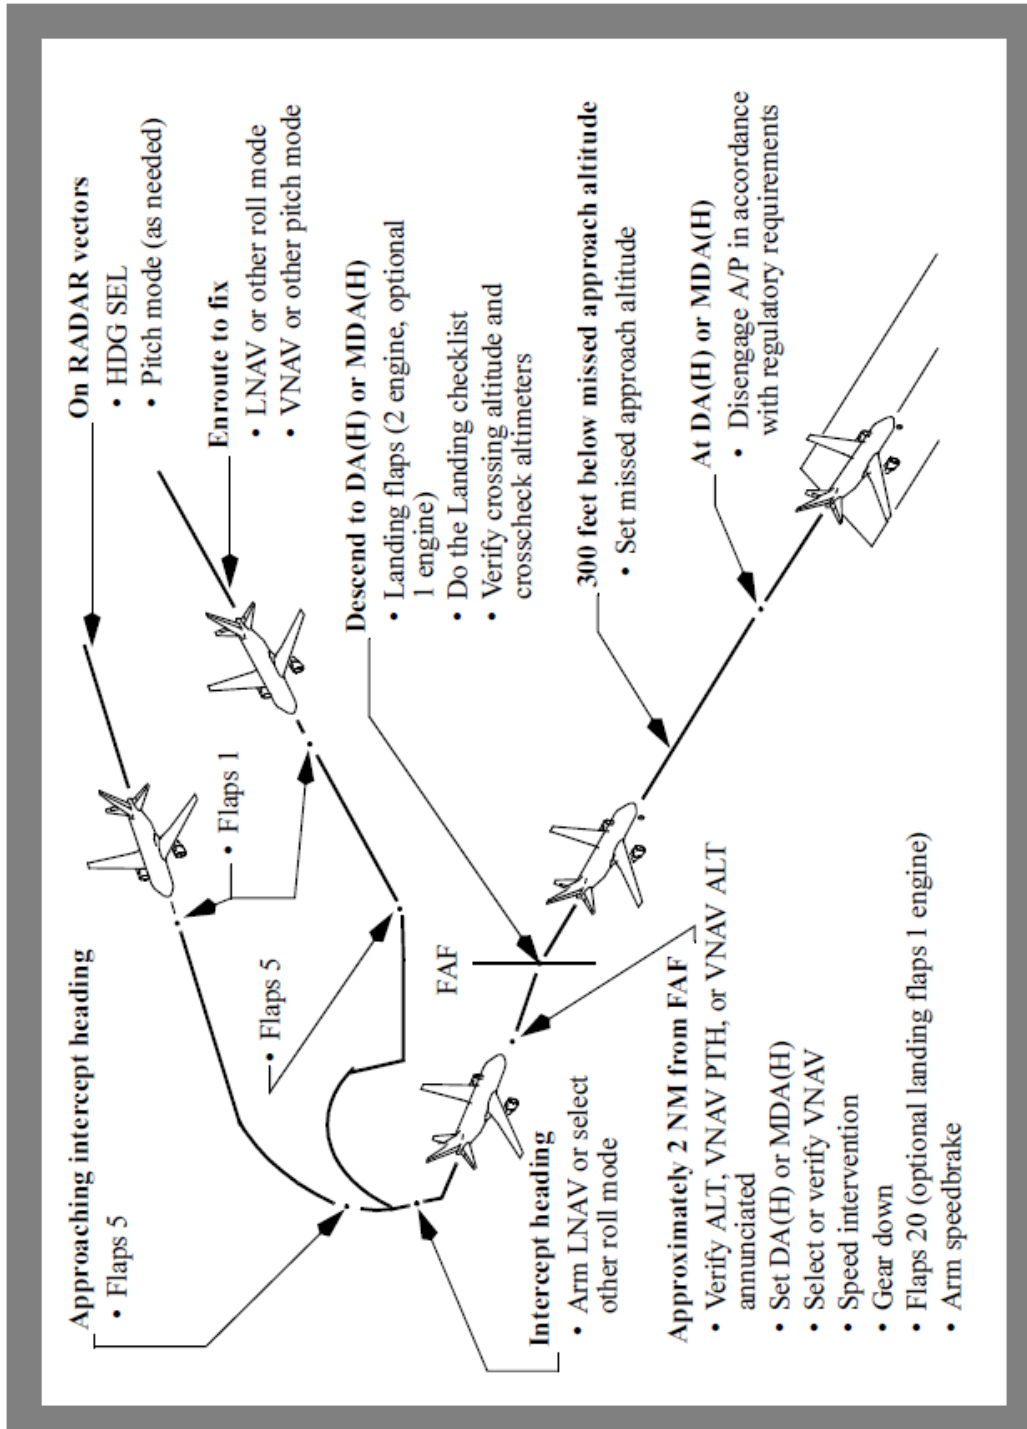 On RADAR vectors
• HDG SEL
• Pitch mode (as needed)
Enroute to fix
• LNAV or other roll mode
• VNAV or other pitch mode
Approaching intercept heading
• Flaps 5
• Flaps 1
• Flaps 5
Descend to DA(H) or MDA(H)
• Landing flaps (2 engine, optional
1 engine)
• Do the Landing checklist
• Verify crossing altitude and
crosscheck altimeters
FAF
Intercept heading
• Arm LNAV or select
other roll mode
300 feet below missed approach altitude
• Set missed approach altitude
Approximately 2 NM from FAF
• Verify ALT, VNAV PTH, or VNAV ALT
annunciated
• Set DA(H) or MDA(H)
• Select or verify VNAV
• Speed intervention
• Gear down
• Flaps 20 (optional landing flaps 1 engine)
• Arm speedbrake
At DA(H) or MDA(H)
• Disengage A/P in accordance
with regulatory requirements